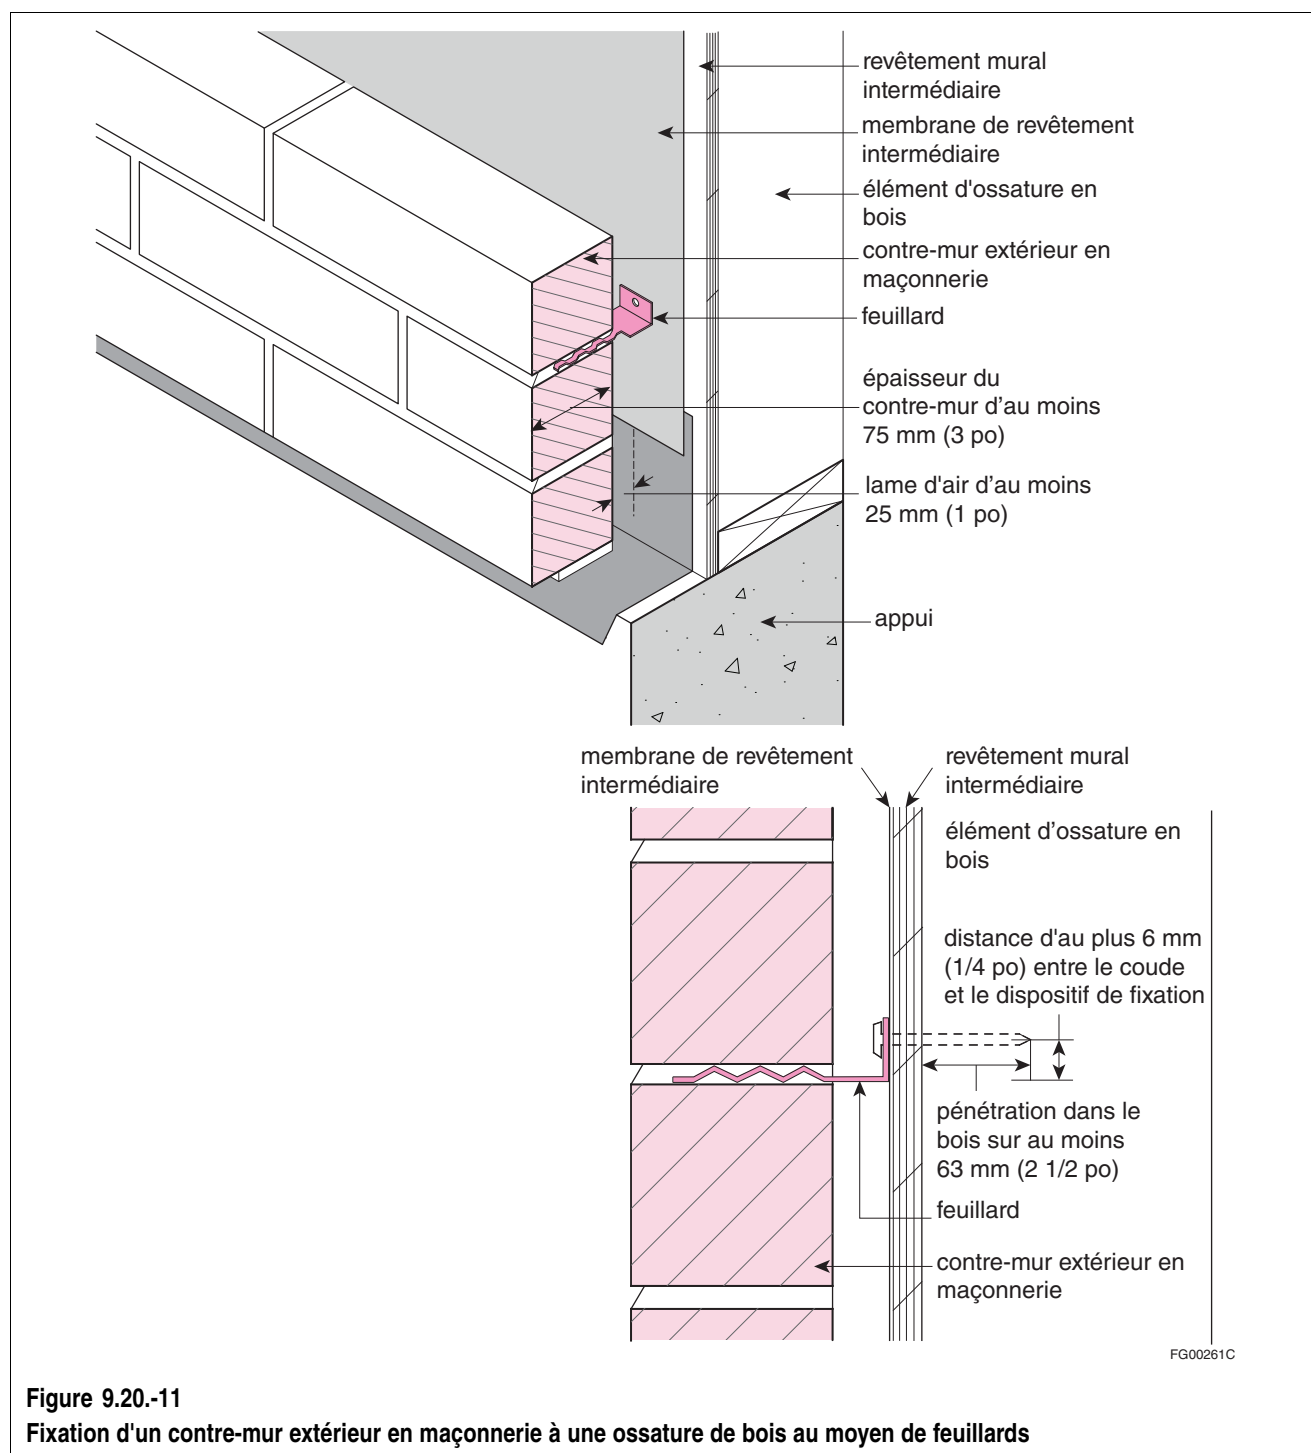 revêtement mural
intermédiaire
membrane de revêtement
intermédiaire
élément d'ossature en
bois
contre-mur extérieur en
maçonnerie
feuillard
épaisseur du
contre-mur d’au moins
75 mm (3 po)
lame d'air d’au moins
25 mm (1 po)
appui
membrane de revêtement
intermédiaire
revêtement mural
intermédiaire
élément d’ossature en
bois
distance d'au plus 6 mm
(1/4 po) entre le coude
et le dispositif de fixation
pénétration dans le
bois sur au moins
63 mm (2 1/2 po)
feuillard
contre-mur extérieur en
maçonnerie
FG00261C
Figure 9.20.-11
Fixation d'un contre-mur extérieur en maçonnerie à une ossature de bois au moyen de feuillards